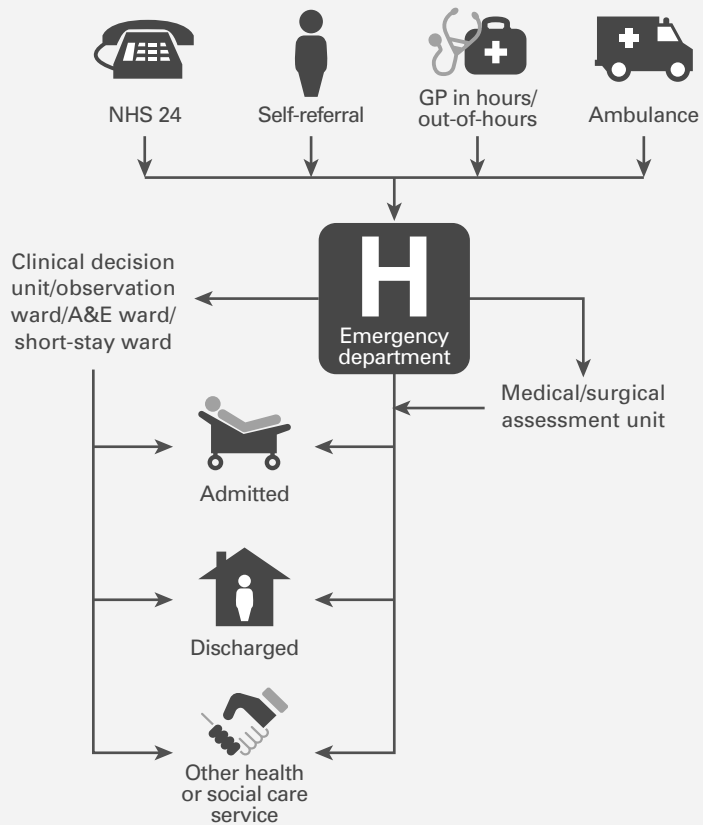 NHS 24
Self-referral
GP in hours/
out-of-hours
Ambulance
H
Emergency
department
Clinical decision
unit/observation
ward/A&E ward/
short-stay ward
Medical/surgical
assessment unit
Admitted
Discharged
Other health
or social care
service